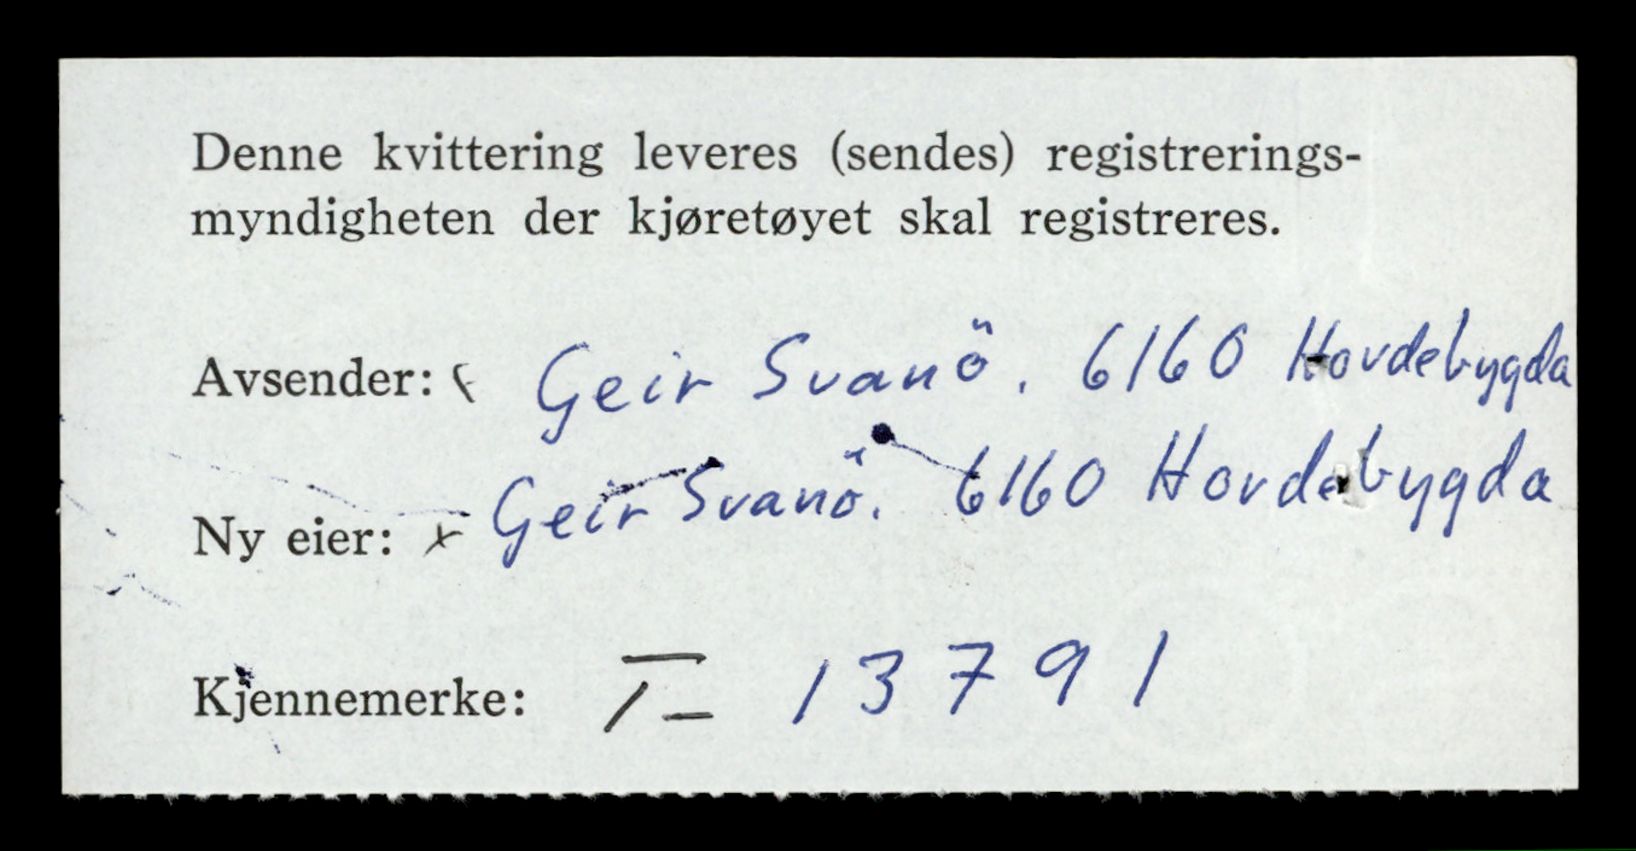 Denne kvittering leveres (sendes) registrerings-
myndigheten der kjøretøyet skal registreres.
Avsender: Geir Svanö. 6160 Hovdebygda
Ny eier: x Geir Svanö. 6160 Hovdebygda
Kjennemerke: T- 13791